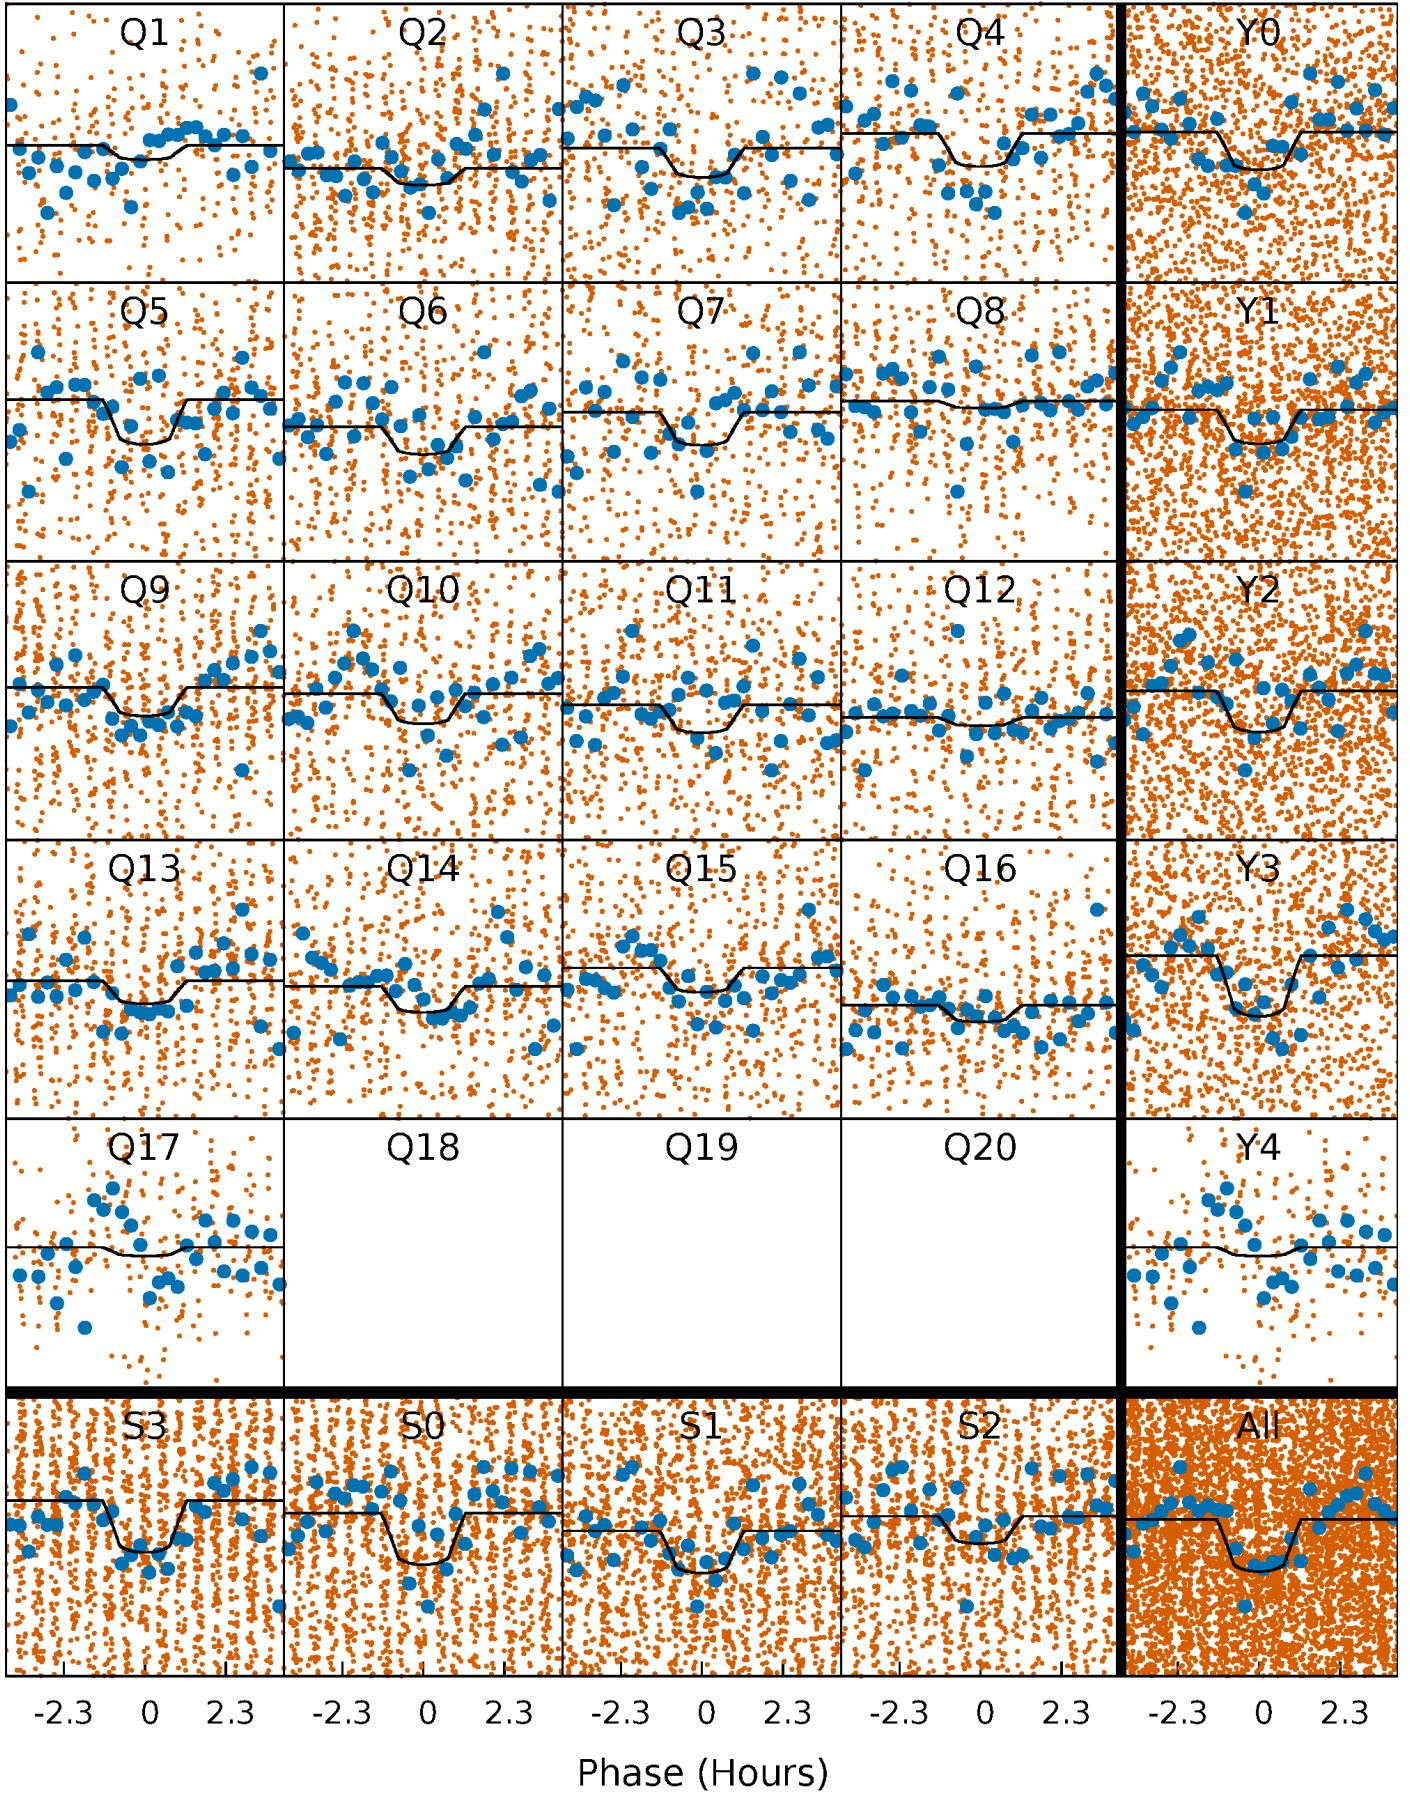 Q1 Q2 Q3 Q4 Y0
Q5 Q6 Q7 Q8 Y1
Q9 Q10 Q11 Q12 Y2
Q13 Q14 Q15 Q16 Y3
Q17 Q18 Q19 Q20 Y4
S3 S0 S1 S2 All
-2.3 0 2.3 -2.3 0 2.3 -2.3 0 2.3 -2.3 0 2.3 -2.3 0 2.3
Phase (Hours)